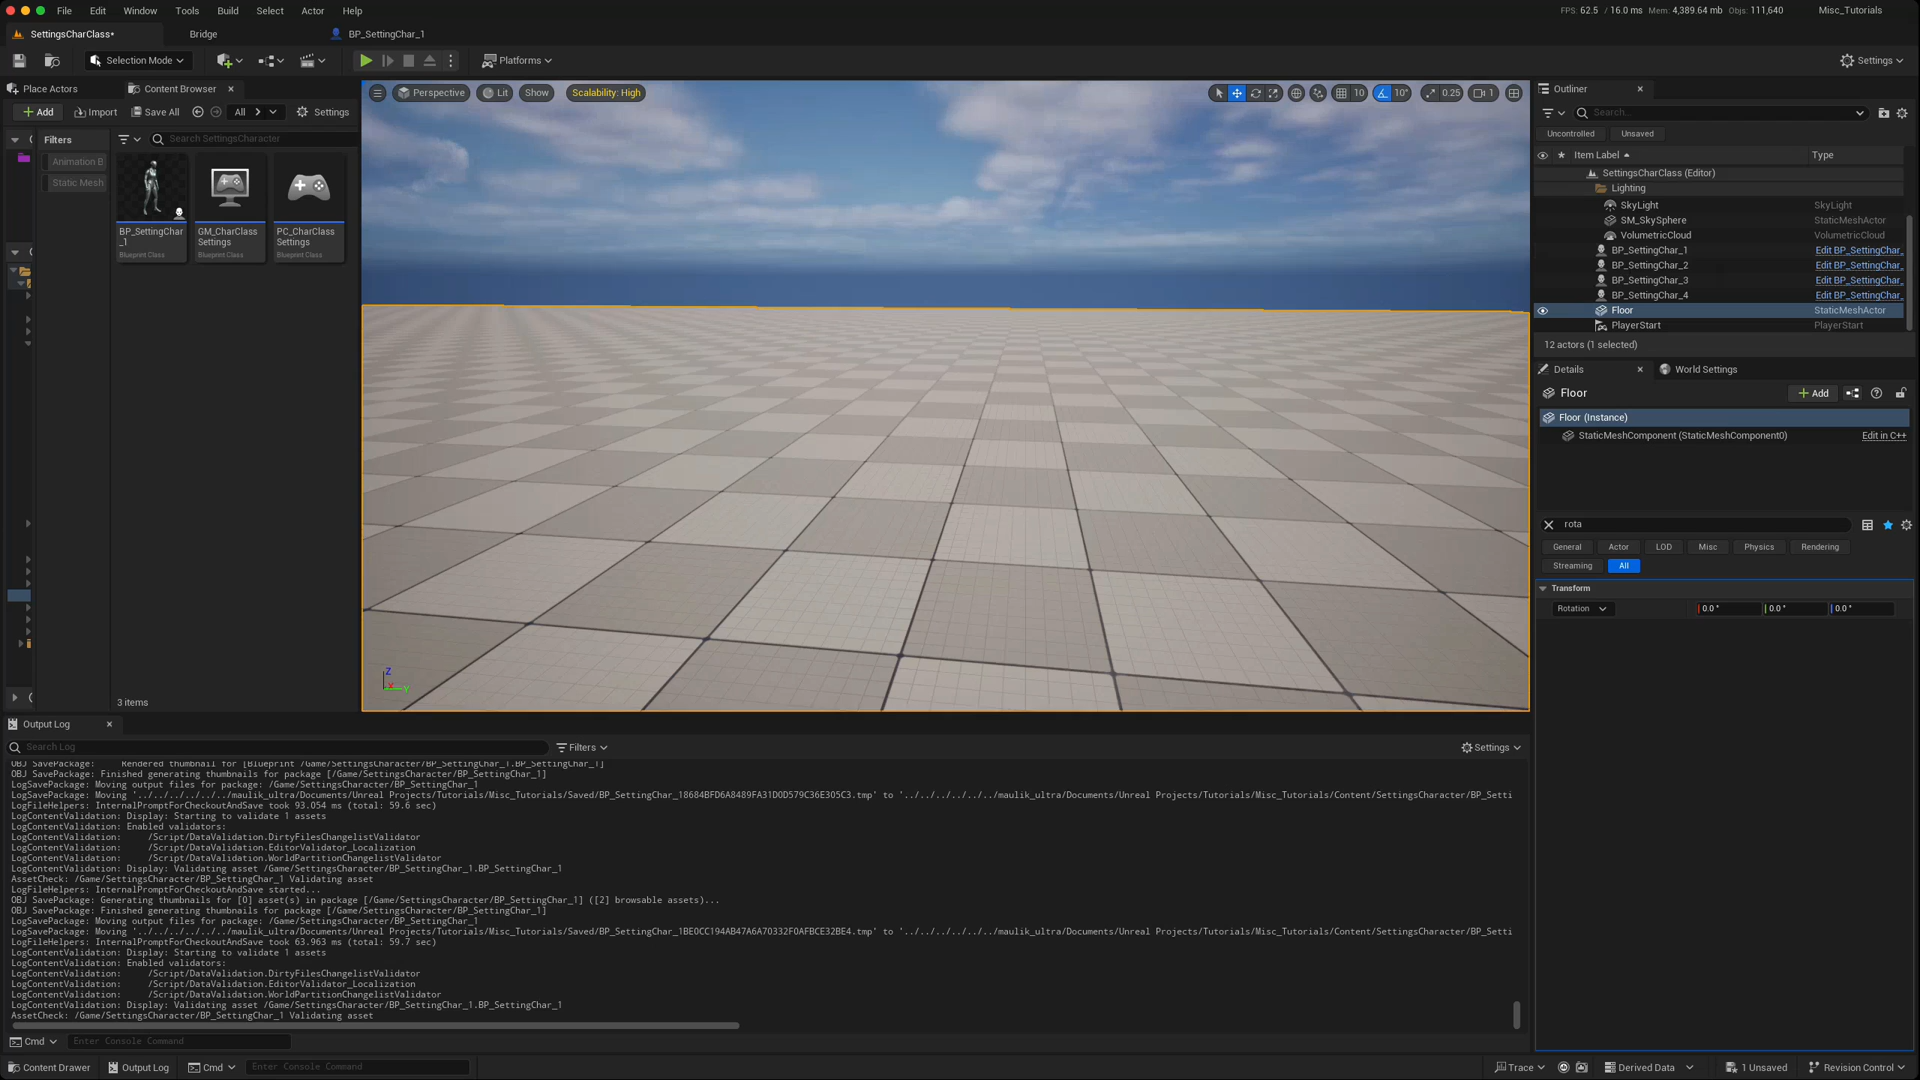 File Edit Window Tools Build Select Actor Help
FPS: 62.5 / 16.0 ms Mem: 4,389.64 mb Objs: 111,640 Misc_Tutorials
SettingsCharClass• Bridge BP_SettingChar_1
Selection Mode Platforms Settings
Place Actors Content Browser
Add Import Save All All Settings
Filters Search SettingsCharacter
Animation B
Static Mesh
BP_SettingChar_1
Blueprint Class
GM_CharClassSettings
Blueprint Class
PC_CharClassSettings
Blueprint Class
3 items
Perspective Lit Show Scalability: High 10 10° 0.25 1
Z
Y
Outliner
Search...
Uncontrolled Unsaved
Item Label Type
SettingsCharClass (Editor)
Lighting
SkyLight SkyLight
SM_SkySphere StaticMeshActor
VolumetricCloud VolumetricCloud
BP_SettingChar_1 Edit BP_SettingChar_
BP_SettingChar_2 Edit BP_SettingChar_
BP_SettingChar_3 Edit BP_SettingChar_
BP_SettingChar_4 Edit BP_SettingChar_
Floor StaticMeshActor
PlayerStart PlayerStart
12 actors (1 selected)
Details World Settings
Floor Add
Floor (Instance)
StaticMeshComponent (StaticMeshComponent0) Edit in C++
rota
General Actor LOD Misc Physics Rendering
Streaming All
Transform
Rotation 0.0 ° 0.0 ° 0.0 °
Output Log
Search Log Filters Settings
OBJ SavePackage: Rendered thumbnail for [Blueprint /Game/SettingsCharacter/BP_SettingChar_1.BP_SettingChar_1]
OBJ SavePackage: Finished generating thumbnails for package [/Game/SettingsCharacter/BP_SettingChar_1]
LogSavePackage: Moving output files for package: /Game/SettingsCharacter/BP_SettingChar_1
LogSavePackage: Moving '../../../../../../maulik_ultra/Documents/Unreal Projects/Tutorials/Misc_Tutorials/Saved/BP_SettingChar_18684BFD6A8489FA31D0D579C36E305C3.tmp' to '../../../../../../maulik_ultra/Documents/Unreal Projects/Tutorials/Misc_Tutorials/Content/SettingsCharacter/BP_Setti
LogFileHelpers: InternalPromptForCheckoutAndSave took 93.054 ms (total: 59.6 sec)
LogContentValidation: Display: Starting to validate 1 assets
LogContentValidation: Enabled validators:
LogContentValidation: /Script/DataValidation.DirtyFilesChangelistValidator
LogContentValidation: /Script/DataValidation.EditorValidator_Localization
LogContentValidation: /Script/DataValidation.WorldPartitionChangelistValidator
LogContentValidation: Display: Validating asset /Game/SettingsCharacter/BP_SettingChar_1.BP_SettingChar_1
AssetCheck: /Game/SettingsCharacter/BP_SettingChar_1 Validating asset
LogFileHelpers: InternalPromptForCheckoutAndSave started...
OBJ SavePackage: Generating thumbnails for [0] asset(s) in package [/Game/SettingsCharacter/BP_SettingChar_1] ([2] browsable assets)...
OBJ SavePackage: Finished generating thumbnails for package [/Game/SettingsCharacter/BP_SettingChar_1]
LogSavePackage: Moving output files for package: /Game/SettingsCharacter/BP_SettingChar_1
LogSavePackage: Moving '../../../../../../maulik_ultra/Documents/Unreal Projects/Tutorials/Misc_Tutorials/Saved/BP_SettingChar_1BE0CC194AB47A6A70332F0AFBCE32BE4.tmp' to '../../../../../../maulik_ultra/Documents/Unreal Projects/Tutorials/Misc_Tutorials/Content/SettingsCharacter/BP_Setti
LogFileHelpers: InternalPromptForCheckoutAndSave took 63.963 ms (total: 59.7 sec)
LogContentValidation: Display: Starting to validate 1 assets
LogContentValidation: Enabled validators:
LogContentValidation: /Script/DataValidation.DirtyFilesChangelistValidator
LogContentValidation: /Script/DataValidation.EditorValidator_Localization
LogContentValidation: /Script/DataValidation.WorldPartitionChangelistValidator
LogContentValidation: Display: Validating asset /Game/SettingsCharacter/BP_SettingChar_1.BP_SettingChar_1
AssetCheck: /Game/SettingsCharacter/BP_SettingChar_1 Validating asset
Cmd Enter Console Command
Content Drawer Output Log Cmd Enter Console Command Trace Derived Data 1 Unsaved Revision Control